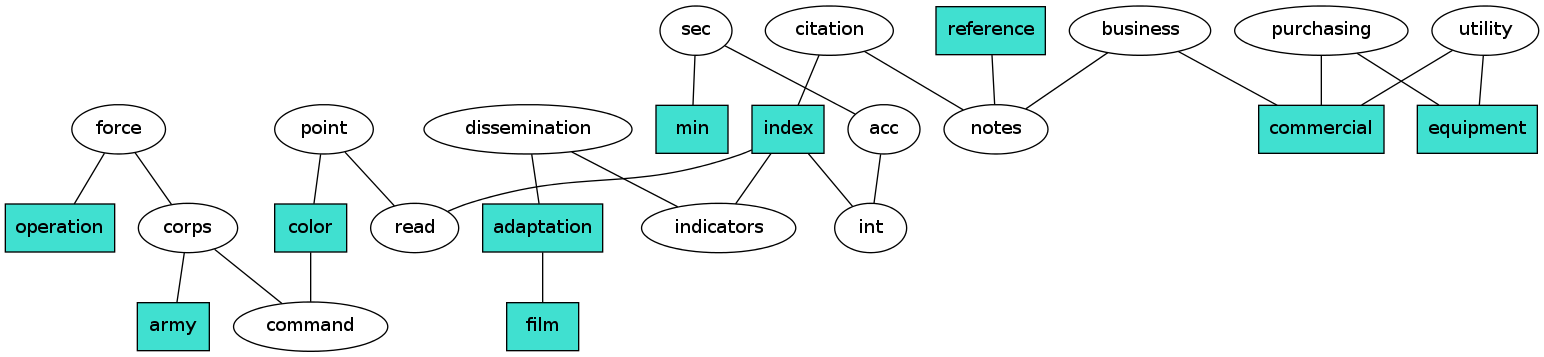 sec
citation
reference
business
purchasing
utility
force
point
dissemination
min
index
acc
notes
commercial
equipment
operation
corps
color
read
adaptation
indicators
int
army
command
film